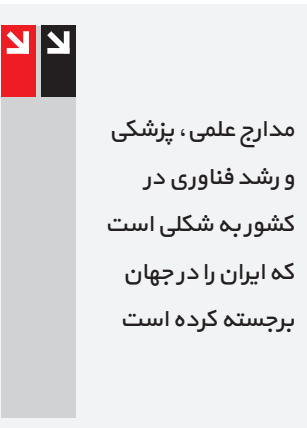 مدارج علمی، پزشکی
و رشد فناوری در
کشور به شکلی است
که ایران را در جهان
برجسته کرده است